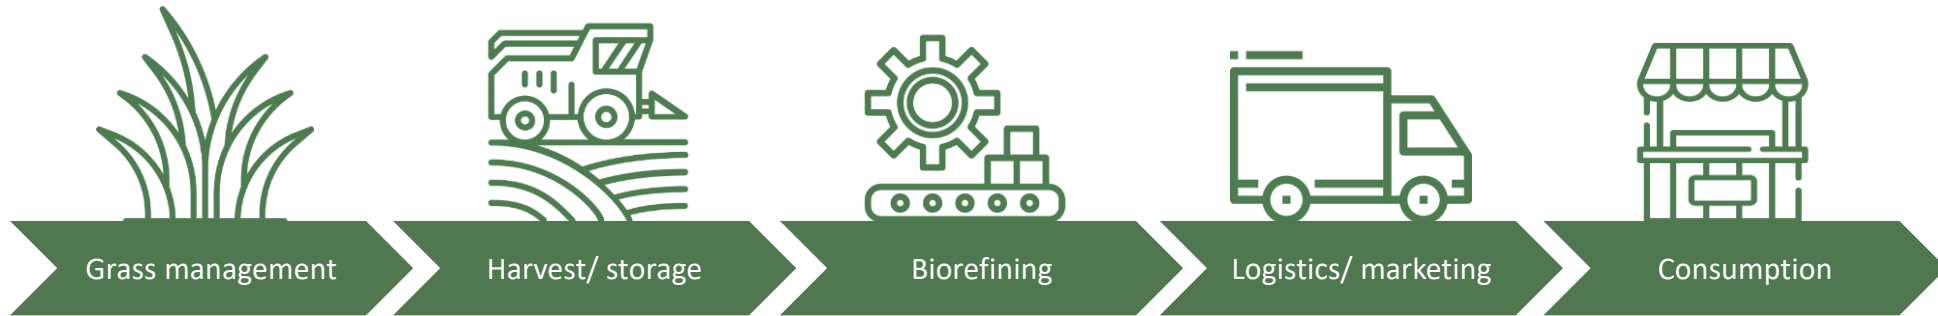 Grass management
Harvest/ storage
Biorefining
Logistics/ marketing
Consumption